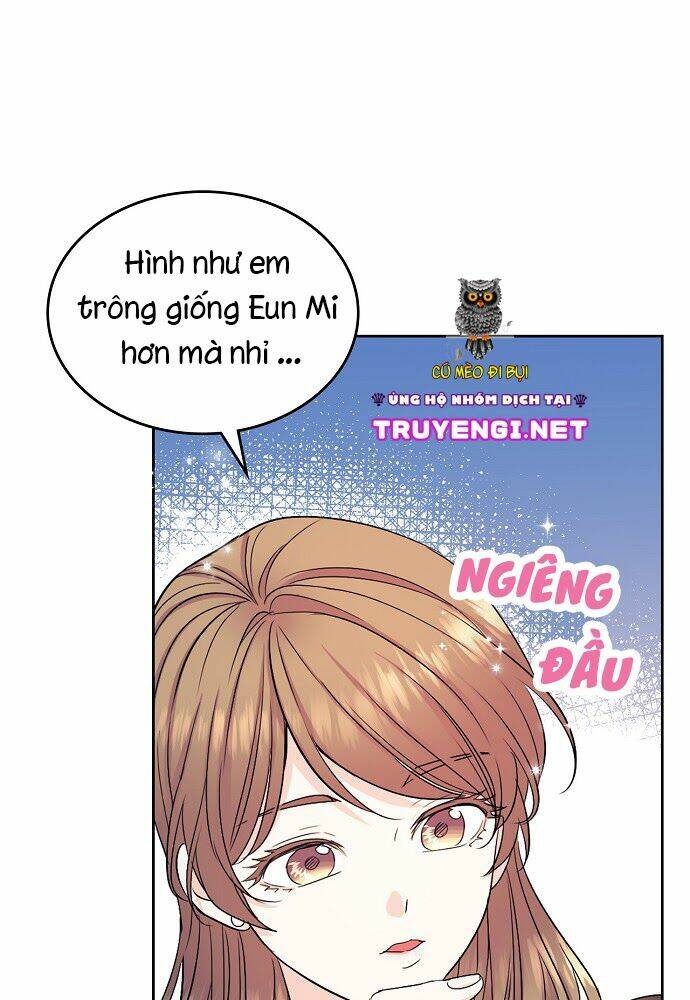 Hình như em
trông giống Eun Mi
hơn mà nhỉ ...
CÚ MÈO ĐI BỤI
ỦNG HỘ NHÓM DỊCH TẠI
TRUYENGI.NET
NGIÊNG
ĐẦU